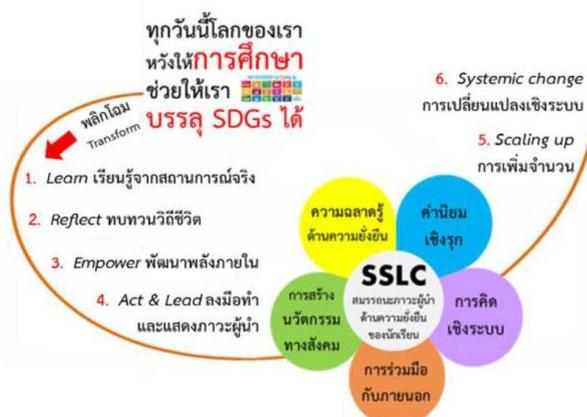 ทุกวันนี้โลกของเรา
หวังให้การศึกษา
ช่วยให้เรา
บรรลุ SDGs ได้
พลิกโฉม
Transform
1. Learn เรียนรู้จากสถานการณ์จริง
2. Reflect ทบทวนวิถีชีวิต
3. Empower พัฒนาพลังภายใน
4. Act & Lead ลงมือทำ
และแสดงภาวะผู้นำ
6. Systemic change
การเปลี่ยนแปลงเชิงระบบ
5. Scaling up
การเพิ่มจำนวน
ความฉลาดรู้
ด้านความยั่งยืน
ค่านิยม
เชิงรุก
SSLC
สมรรถนะภาวะผู้นำ
ด้านความยั่งยืน
ของนักเรียน
การสร้าง
นวัตกรรม
ทางสังคม
การคิด
เชิงระบบ
การร่วมมือ
กับภายนอก